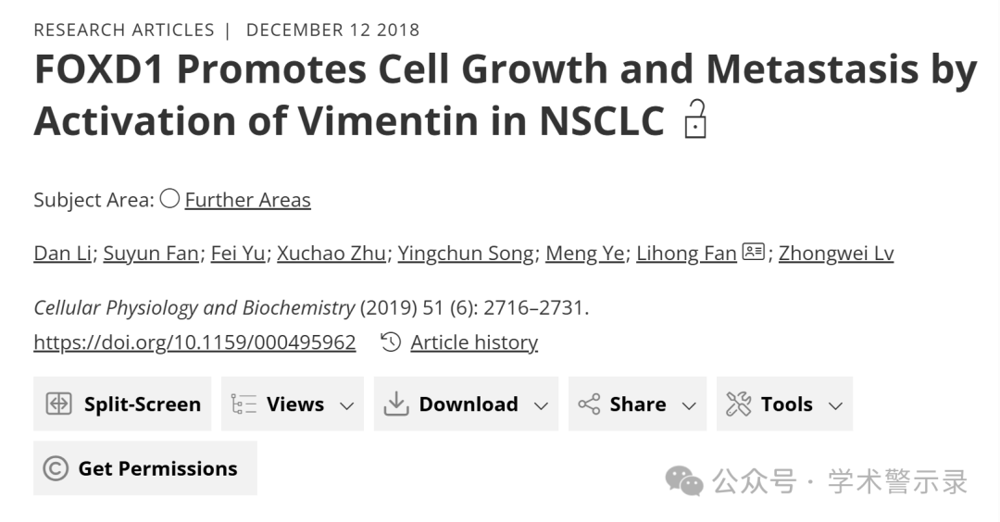 RESEARCH ARTICLES | DECEMBER 12 2018
FOXD1 Promotes Cell Growth and Metastasis by
Activation of Vimentin in NSCLC
Subject Area: Further Areas
Dan Li; Suyun Fan; Fei Yu; Xuchao Zhu; Yingchun Song; Meng Ye; Lihong Fan; Zhongwei Lv
Cellular Physiology and Biochemistry (2019) 51 (6): 2716–2731.
https://doi.org/10.1159/000495962 Article history
Split-Screen Views Download Share Tools
Get Permissions
公众号 · 学术警示录